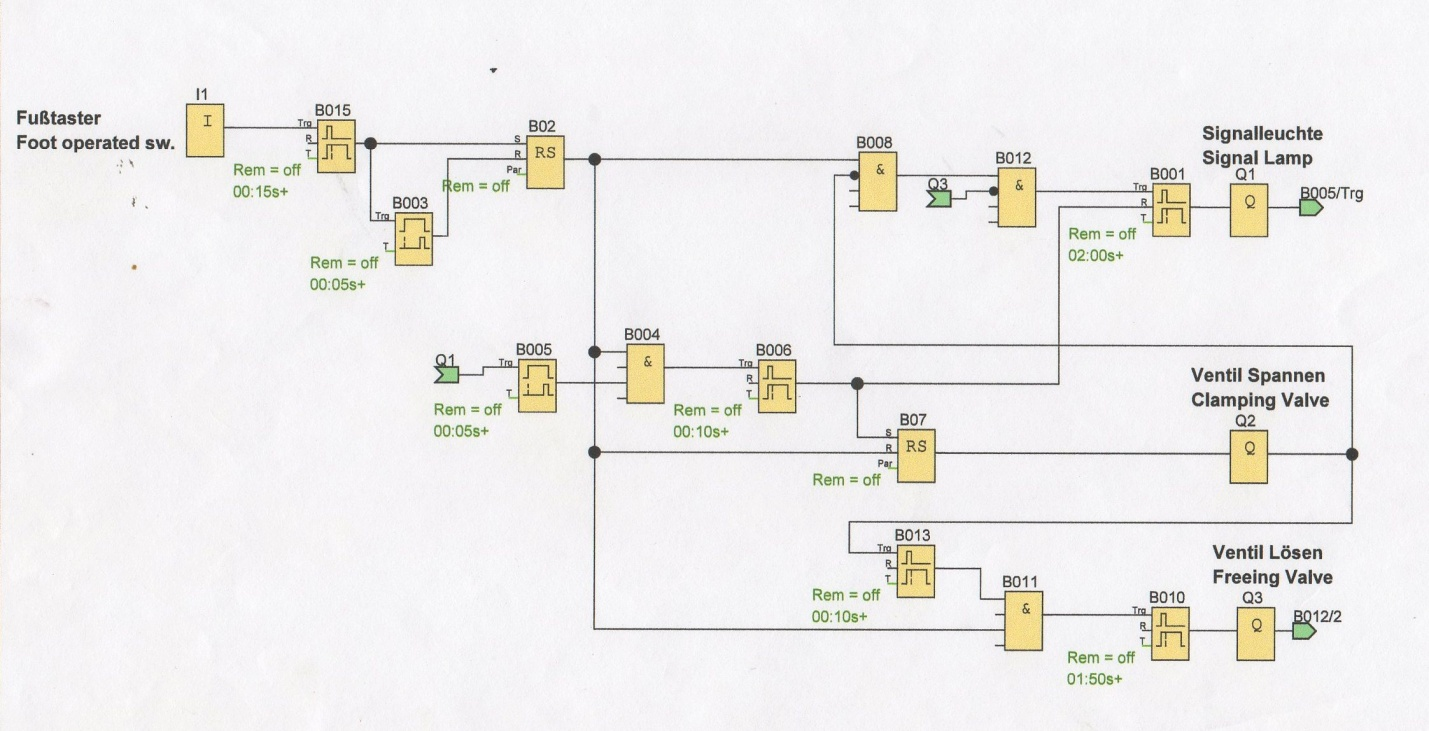 I1
Fußtaster
Foot operated sw.
I
B015
Trg
R
T
Rem = off
00:15s+
B003
Trg
T
Rem = off
00:05s+
B02
S
R
Par
RS
Rem = off
B008
&
Q3
B012
&
Signalleuchte
Signal Lamp
B001
Trg
R
T
Rem = off
02:00s+
Q1
Q
B005/Trg
Q1
B005
Trg
T
Rem = off
00:05s+
B004
&
B006
Trg
R
T
Rem = off
00:10s+
B07
S
R
Par
RS
Rem = off
Ventil Spannen
Clamping Valve
Q2
Q
B013
Trg
R
T
Rem = off
00:10s+
B011
&
B010
Trg
R
T
Rem = off
01:50s+
Ventil Lösen
Freeing Valve
Q3
Q
B012/2